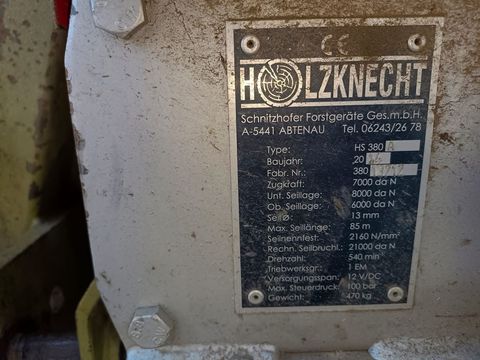 CE
HOLZKNECHT
Schnitzhofer Forstgeräte Ges.m.b.H.
A-5441 ABTENAU Tel. 06243/26 78
Type: HS 380 A
Baujahr: 20
Fabr. Nr.: 380
Zugkraft: 7000 da N
Unt. Seillage: 8000 da N
Ob. Seillage: 6000 da N
Seil Ø: 13 mm
Max. Seillänge: 85 m
Seinennfest: 2160 N/mm²
Rechn. Seilbruchl.: 21000 da N
Drehzahl: 540 min
Triebwerksgr.: 1 EM
Versorgungsspan: 12 V/DC
Max. Steuerdruck: 100 bar
Gewicht: 470 kg